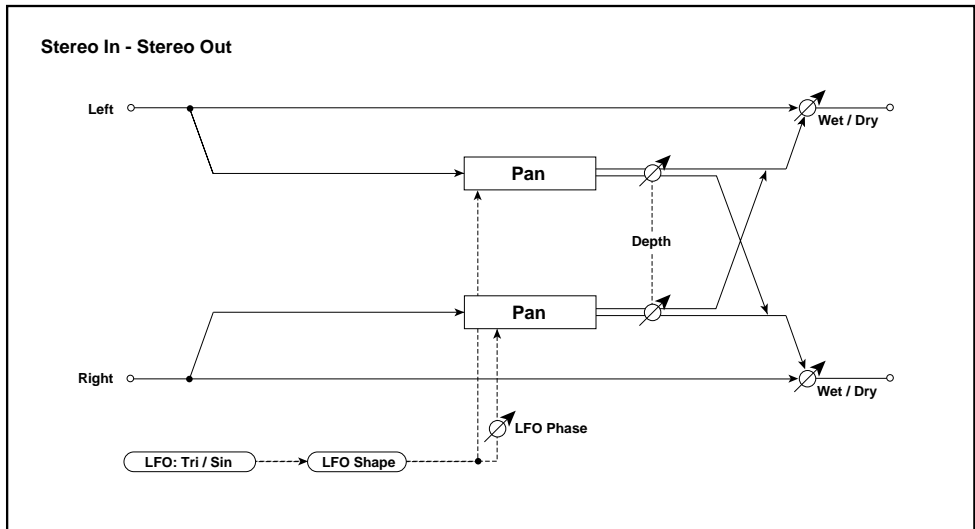 Stereo In - Stereo Out
Left
Wet / Dry
Pan
Depth
Pan
Right
Wet / Dry
LFO Phase
LFO: Tri / Sin
LFO Shape